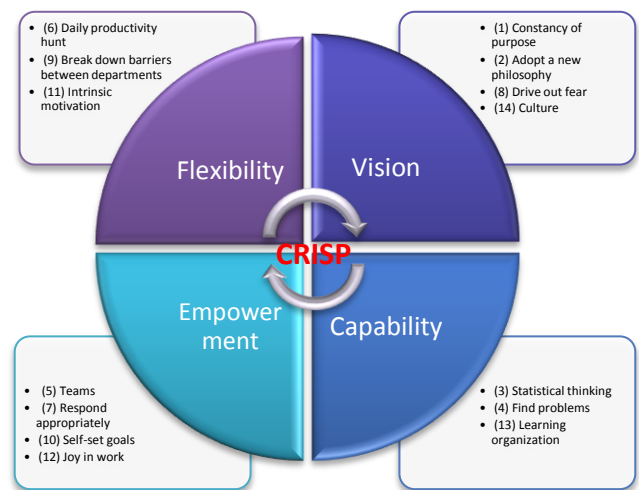 • (6) Daily productivity
hunt
• (9) Break down barriers
between departments
• (11) Intrinsic
motivation
• (1) Constancy of
purpose
• (2) Adopt a new
philosophy
• (8) Drive out fear
• (14) Culture
Flexibility
Vision
CRISP
Empower
ment
Capability
• (5) Teams
• (7) Respond
appropriately
• (10) Self-set goals
• (12) Joy in work
• (3) Statistical thinking
• (4) Find problems
• (13) Learning
organization